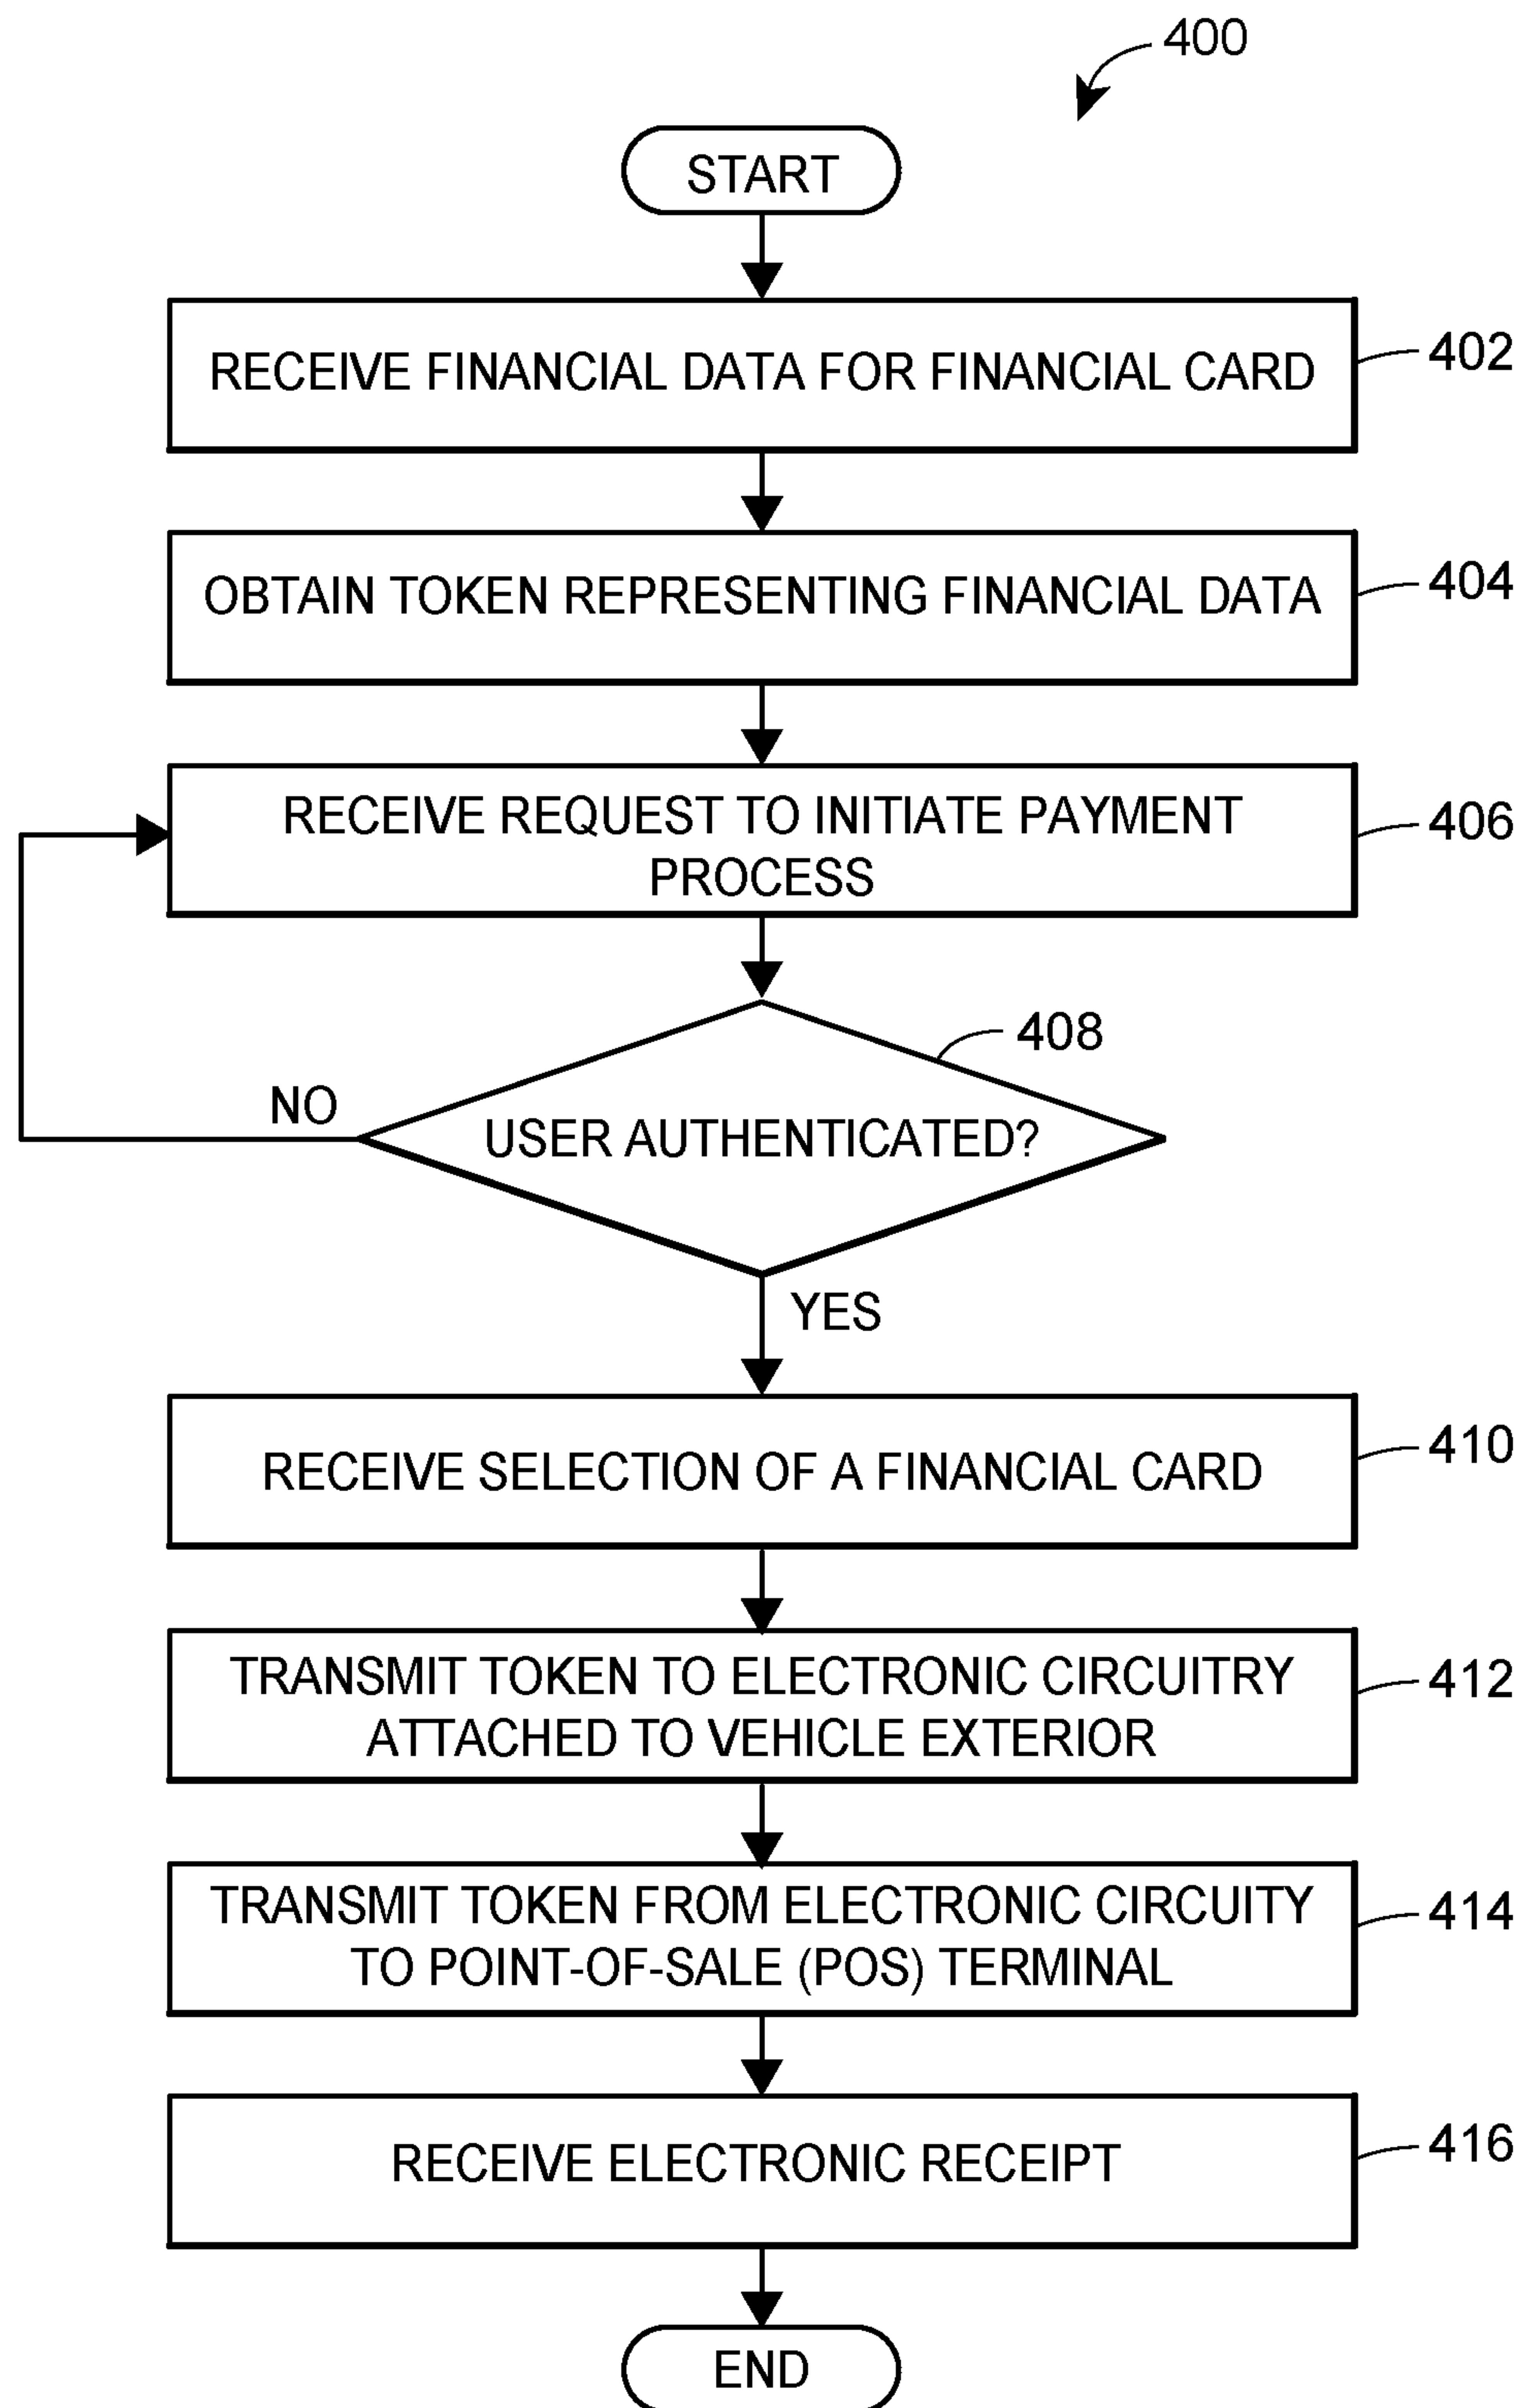 400
START
RECEIVE FINANCIAL DATA FOR FINANCIAL CARD
402
OBTAIN TOKEN REPRESENTING FINANCIAL DATA
404
RECEIVE REQUEST TO INITIATE PAYMENT
PROCESS
406
408
NO
USER AUTHENTICATED?
YES
RECEIVE SELECTION OF A FINANCIAL CARD
410
TRANSMIT TOKEN TO ELECTRONIC CIRCUITRY
ATTACHED TO VEHICLE EXTERIOR
412
TRANSMIT TOKEN FROM ELECTRONIC CIRCUITY
TO POINT-OF-SALE (POS) TERMINAL
414
RECEIVE ELECTRONIC RECEIPT
416
END